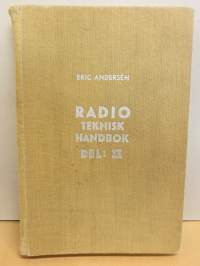 ERIC ANDERSÉN
RADIO
TEKNISK
HANDBOK
DEL: II